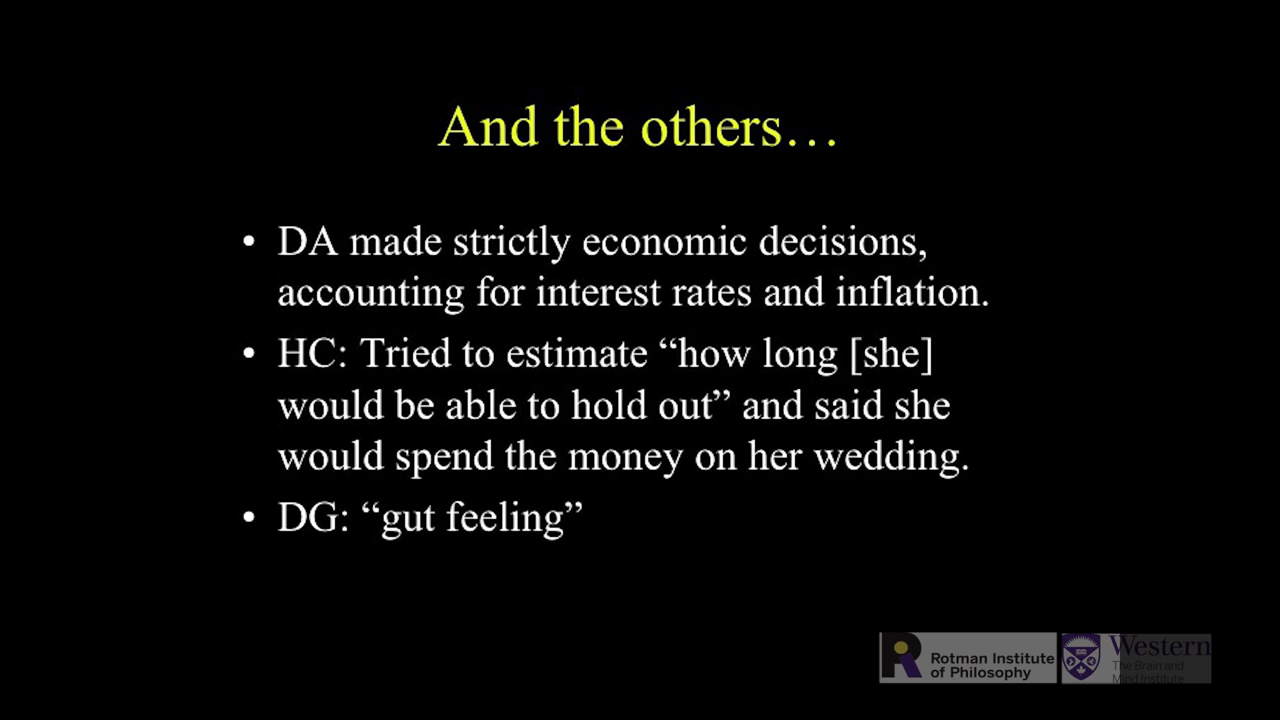 And the others…
• DA made strictly economic decisions,
accounting for interest rates and inflation.
• HC: Tried to estimate “how long [she]
would be able to hold out” and said she
would spend the money on her wedding.
• DG: “gut feeling”
Rotman Institute
of Philosophy
Western
The Brain and
Mind Institute